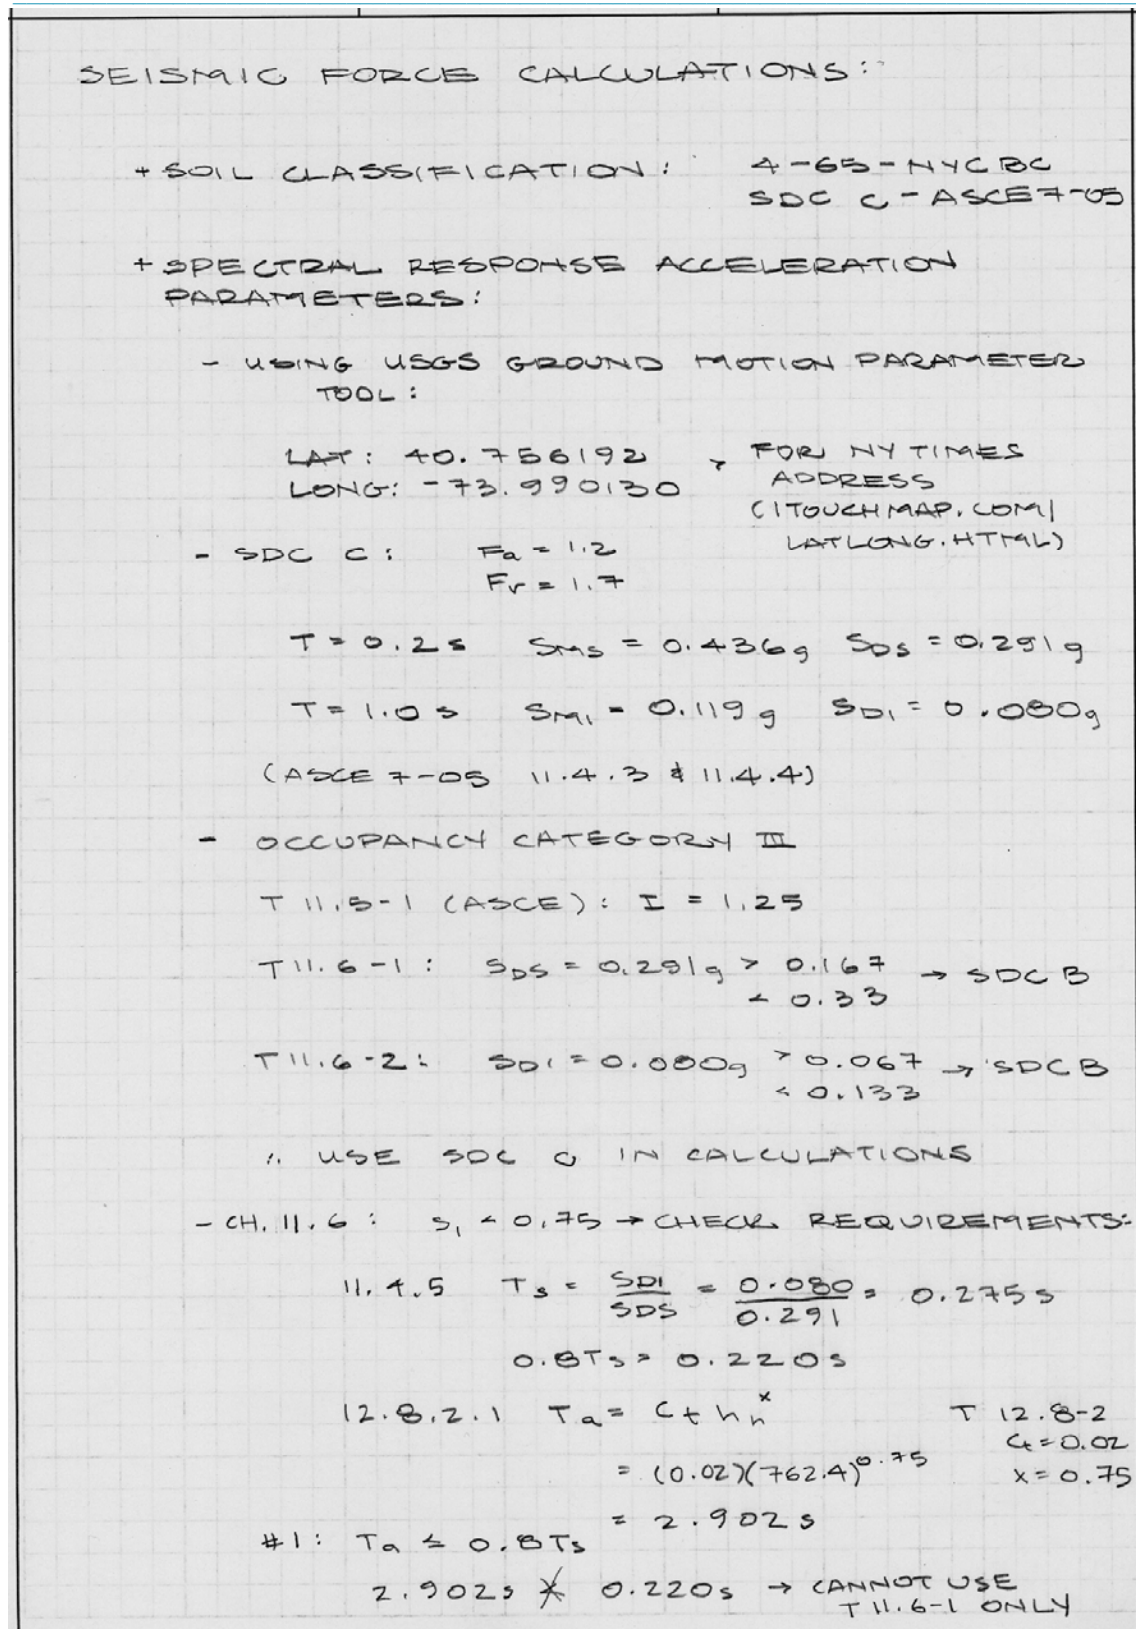 SEISMIC FORCE CALCULATIONS:
+ SOIL CLASSIFICATION: 4-65-NYCBC
SDC C - ASCE 7-05
+ SPECTRAL RESPONSE ACCELERATION
PARAMETERS:
- USING USGS GROUND MOTION PARAMETER
TOOL:
LAT: 40.756192 , FOR NY TIMES
LONG: -73.990130 ADDRESS
(ITOUCHMAP.COM/
LATLONG.HTML)
- SDC C: Fa = 1.2
Fv = 1.7
T = 0.2 s SMS = 0.436g SDS = 0.291g
T = 1.0 s SM1 = 0.119g SD1 = 0.080g
(ASCE 7-05 11.4.3 & 11.4.4)
- OCCUPANCY CATEGORY III
T 11.5-1 (ASCE): I = 1.25
T 11.6-1: SDS = 0.291g > 0.167 → SDC B
< 0.33
T 11.6-2: SD1 = 0.080g > 0.067 → SDC B
< 0.133
∴ USE SDC C IN CALCULATIONS
- CH. 11.6: S1 < 0.75 → CHECK REQUIREMENTS:
11.4.5 Ts = SD1/SDS = 0.080/0.291 = 0.275 s
0.8Ts = 0.220 s
12.8.2.1 Ta = Ct hn^x T 12.8-2
Ct = 0.02
= (0.02)(762.4)^0.75 x = 0.75
= 2.902 s
#1: Ta ≤ 0.8Ts
2.902s ≮ 0.220s → CANNOT USE
T 11.6-1 ONLY